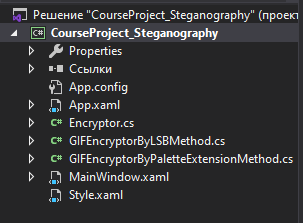 Решение "CourseProject_Steganography" (проект
CourseProject_Steganography
Properties
Ссылки
App.config
App.xaml
Encryptor.cs
GIFEncryptorByLSBMethod.cs
GIFEncryptorByPaletteExtensionMethod.cs
MainWindow.xaml
Style.xaml